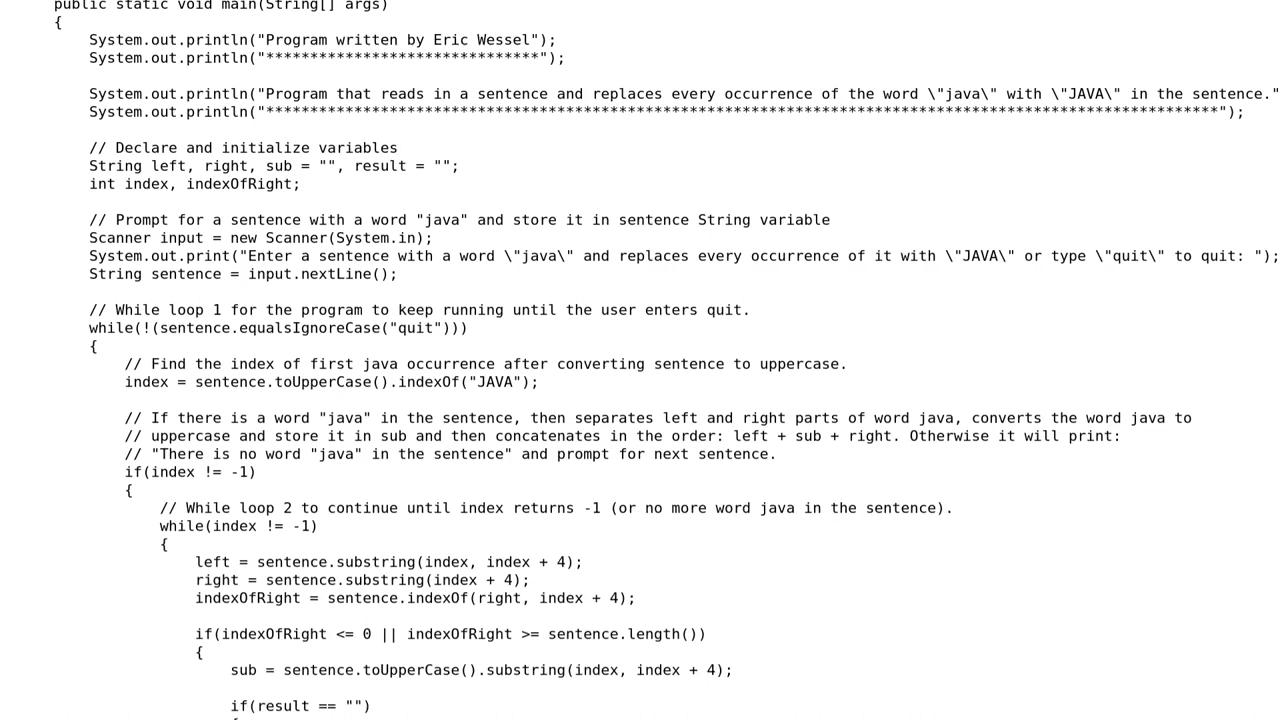 public static void main(String[] args)
{
System.out.println("Program written by Eric Wessel");
System.out.println("*******************************");
System.out.println("Program that reads in a sentence and replaces every occurrence of the word \"java\" with \"JAVA\" in the sentence."
System.out.println("************************************************************************************************************");
// Declare and initialize variables
String left, right, sub = "", result = "";
int index, indexOfRight;
// Prompt for a sentence with a word "java" and store it in sentence String variable
Scanner input = new Scanner(System.in);
System.out.print("Enter a sentence with a word \"java\" and replaces every occurrence of it with \"JAVA\" or type \"quit\" to quit: ");
String sentence = input.nextLine();
// While loop 1 for the program to keep running until the user enters quit.
while(!(sentence.equalsIgnoreCase("quit")))
{
// Find the index of first java occurrence after converting sentence to uppercase.
index = sentence.toUpperCase().indexOf("JAVA");
// If there is a word "java" in the sentence, then separates left and right parts of word java, converts the word java to
// uppercase and store it in sub and then concatenates in the order: left + sub + right. Otherwise it will print:
// "There is no word "java" in the sentence" and prompt for next sentence.
if(index != -1)
{
// While loop 2 to continue until index returns -1 (or no more word java in the sentence).
while(index != -1)
{
left = sentence.substring(index, index + 4);
right = sentence.substring(index + 4);
indexOfRight = sentence.indexOf(right, index + 4);
if(indexOfRight <= 0 || indexOfRight >= sentence.length())
{
sub = sentence.toUpperCase().substring(index, index + 4);
if(result == "")
{